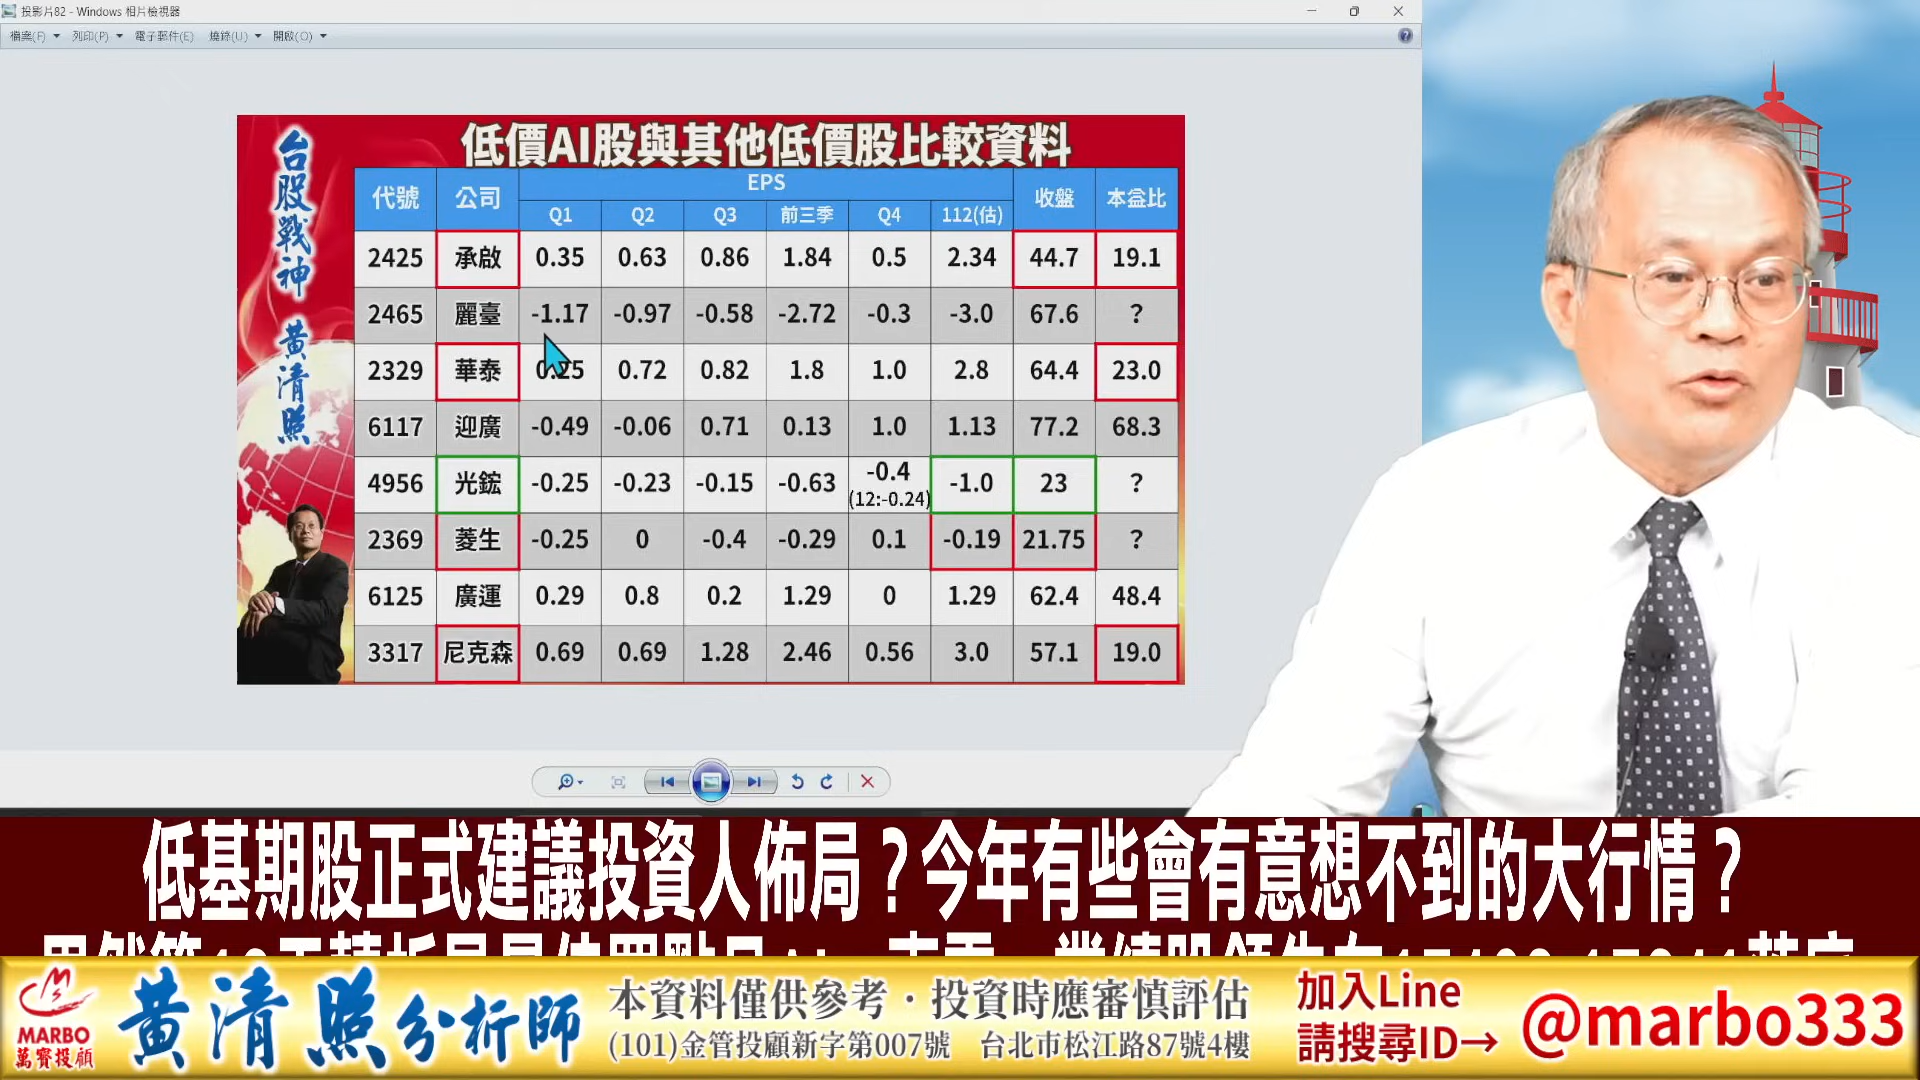 投影片82 - Windows 相片檢視器
檔案(F) 列印(P) 電子郵件(E) 燒錄(U) 開啟(O)
低價AI股與其他低價股比較資料
台股戰神 黃清照
代號 公司 EPS 收盤 本益比
Q1 Q2 Q3 前三季 Q4 112(估)
2425 承啟 0.35 0.63 0.86 1.84 0.5 2.34 44.7 19.1
2465 麗臺 -1.17 -0.97 -0.58 -2.72 -0.3 -3.0 67.6 ?
2329 華泰 0.25 0.72 0.82 1.8 1.0 2.8 64.4 23.0
6117 迎廣 -0.49 -0.06 0.71 0.13 1.0 1.13 77.2 68.3
4956 光鋐 -0.25 -0.23 -0.15 -0.63 -0.4 (12:-0.24) -1.0 23 ?
2369 菱生 -0.25 0 -0.4 -0.29 0.1 -0.19 21.75 ?
6125 廣運 0.29 0.8 0.2 1.29 0 1.29 62.4 48.4
3317 尼克森 0.69 0.69 1.28 2.46 0.56 3.0 57.1 19.0
低基期股正式建議投資人佈局？今年有些會有意想不到的大行情？
MARBO
萬寶投顧
黃清照分析師
本資料僅供參考・投資時應審慎評估
(101)金管投顧新字第007號 台北市松江路87號4樓
加入Line
請搜尋ID→
@marbo333